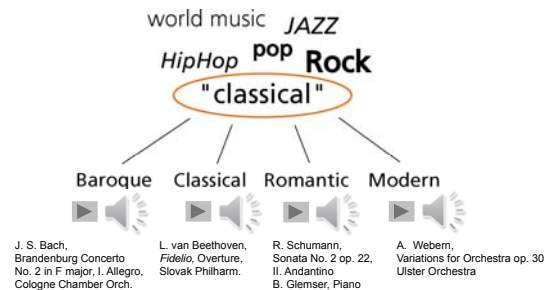 world music JAZZ
HipHop pop Rock
"classical"
Baroque Classical Romantic Modern
J. S. Bach,
Brandenburg Concerto
No. 2 in F major, I. Allegro,
Cologne Chamber Orch.
L. van Beethoven,
Fidelio, Overture,
Slovak Philharm.
R. Schumann,
Sonata No. 2 op. 22,
II. Andantino
B. Glemser, Piano
A. Webern,
Variations for Orchestra op. 30
Ulster Orchestra